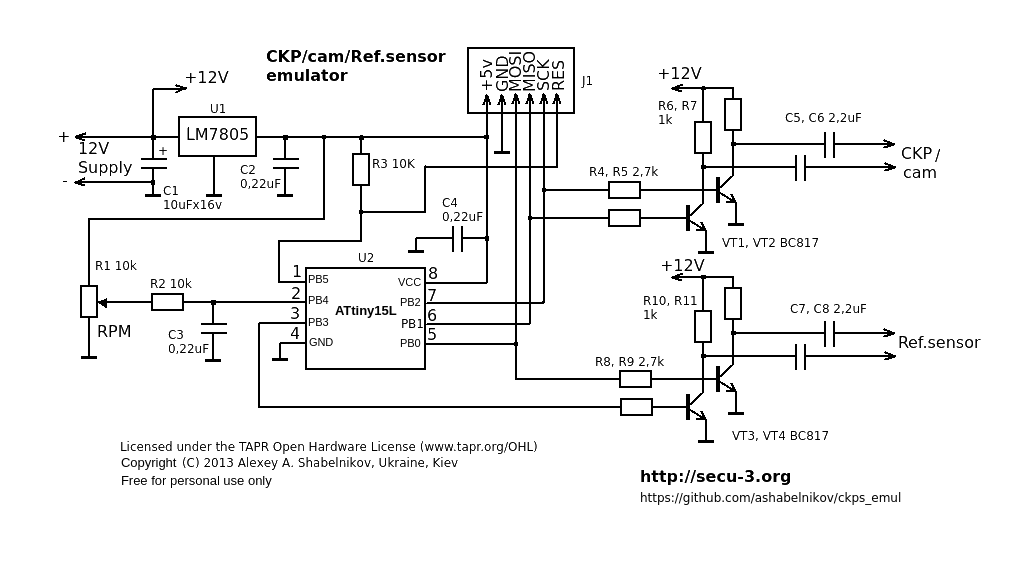 CKP/cam/Ref.sensor
emulator
+5v
GND
MOSI
MISO
SCK
RES
J1
+12V
U1
LM7805
+
12V
Supply
-
+
C1
10uFx16v
C2
0,22uF
R3 10K
C4
0,22uF
R1 10k
RPM
R2 10k
C3
0,22uF
U2
ATtiny15L
1
PB5
2
PB4
3
PB3
4
GND
8
VCC
7
PB2
6
PB1
5
PB0
+12V
R6, R7
1k
C5, C6 2,2uF
R4, R5 2,7k
CKP/
cam
VT1, VT2 BC817
+12V
R10, R11
1k
C7, C8 2,2uF
Ref.sensor
R8, R9 2,7k
VT3, VT4 BC817
Licensed under the TAPR Open Hardware License (www.tapr.org/OHL)
Copyright (C) 2013 Alexey A. Shabelnikov, Ukraine, Kiev
Free for personal use only
http://secu-3.org
https://github.com/ashabelnikov/ckps_emul